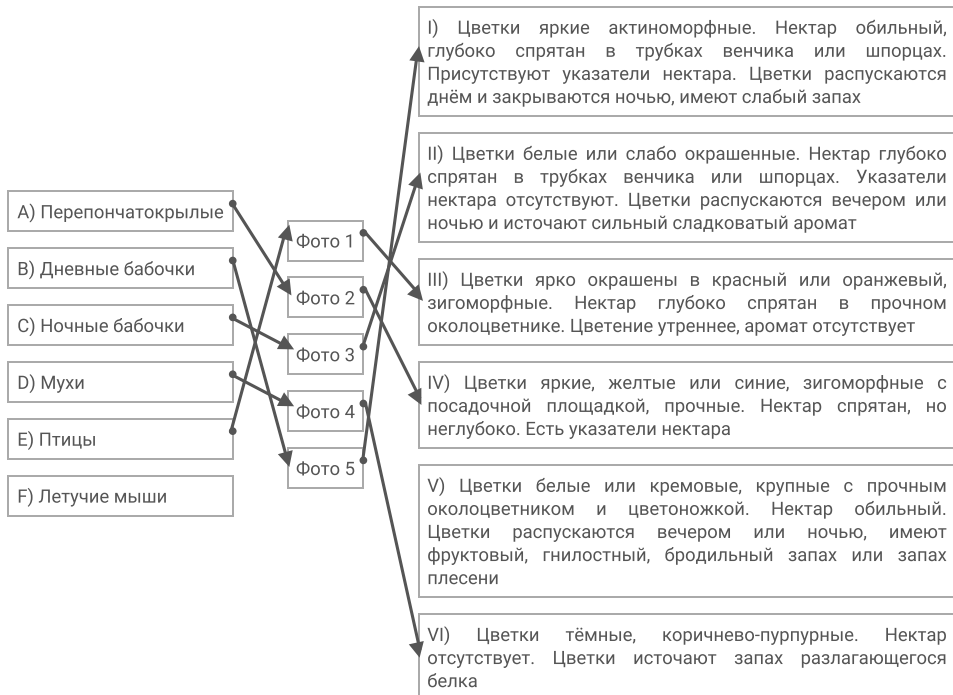 A) Перепончатокрылые
B) Дневные бабочки
C) Ночные бабочки
D) Мухи
E) Птицы
F) Летучие мыши
Фото 1
Фото 2
Фото 3
Фото 4
Фото 5
I) Цветки яркие актиноморфные. Нектар обильный,
глубоко спрятан в трубках венчика или шпорцах.
Присутствуют указатели нектара. Цветки распускаются
днём и закрываются ночью, имеют слабый запах
II) Цветки белые или слабо окрашенные. Нектар глубоко
спрятан в трубках венчика или шпорцах. Указатели
нектара отсутствуют. Цветки распускаются вечером или
ночью и источают сильный сладковатый аромат
III) Цветки ярко окрашены в красный или оранжевый,
зигоморфные. Нектар глубоко спрятан в прочном
околоцветнике. Цветение утреннее, аромат отсутствует
IV) Цветки яркие, желтые или синие, зигоморфные с
посадочной площадкой, прочные. Нектар спрятан, но
неглубоко. Есть указатели нектара
V) Цветки белые или кремовые, крупные с прочным
околоцветником и цветоножкой. Нектар обильный.
Цветки распускаются вечером или ночью, имеют
фруктовый, гнилостный, бродильный запах или запах
плесени
VI) Цветки тёмные, коричнево-пурпурные. Нектар
отсутствует. Цветки источают запах разлагающегося
белка